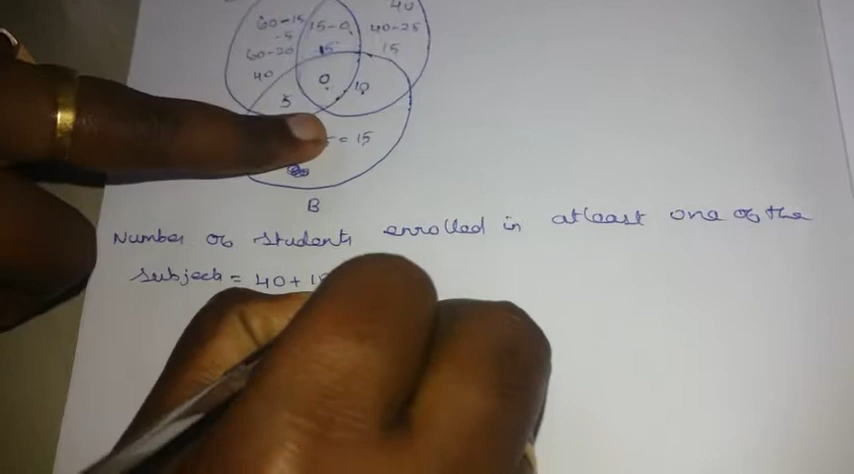 40
60-15 15-0 40-25
-5
60-20 15 15
40
0 10
5
= 15
B
Number of students enrolled in atleast one of the
subject = 40 + 1